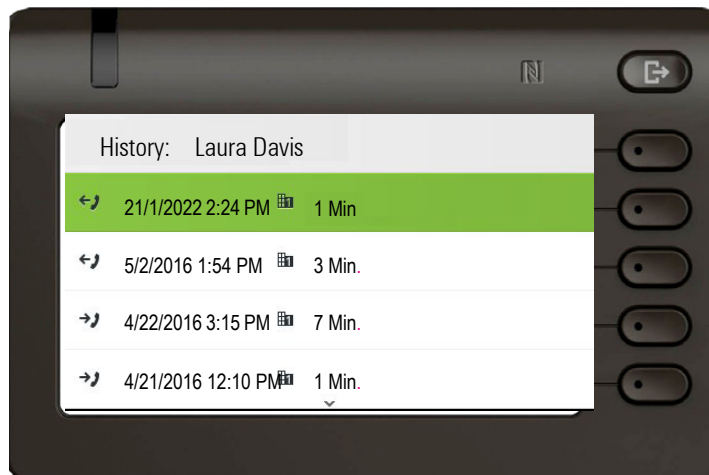 History: Laura Davis
21/1/2022 2:24 PM 1 Min
5/2/2016 1:54 PM 3 Min.
4/22/2016 3:15 PM 7 Min.
4/21/2016 12:10 PM 1 Min.